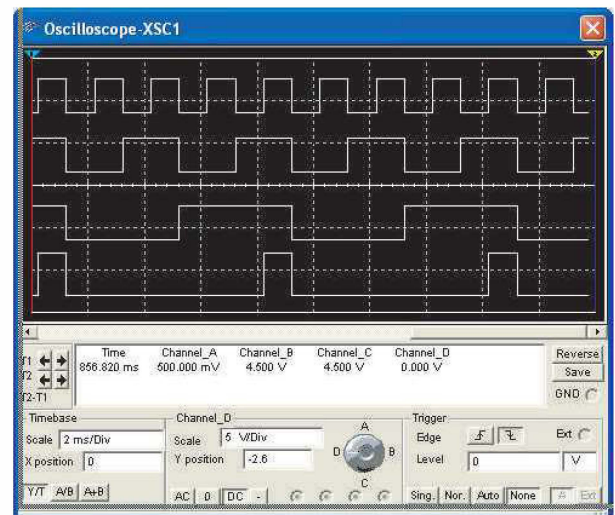 Oscilloscope-XSC1
1 2
Time Channel_A Channel_B Channel_C Channel_D
T1 856.820 ms 500.000 mV 4.500 V 4.500 V 0.000 V
T2
T2-T1
Reverse
Save
GND
Timebase
Scale 2 ms/Div
X position 0
Y/T A/B A+B
Channel_D
Scale 5 V/Div
Y position -2.6
AC 0 DC -
A
D B
C
Trigger
Edge Ext
Level 0 V
Sing. Nor. Auto None A Ext